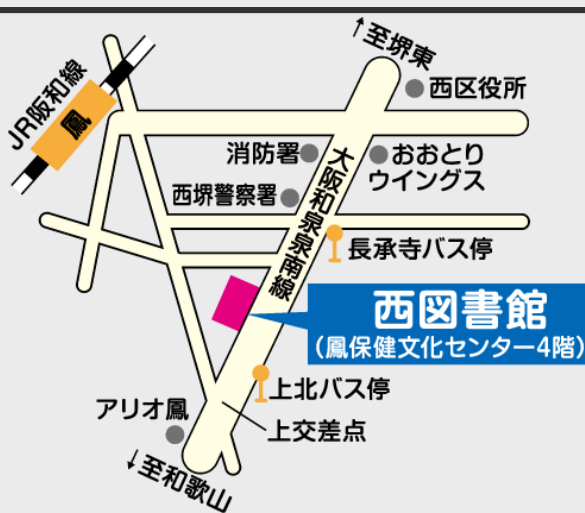 ↑至堺東
西区役所
JR阪和線
鳳
消防署
おおとり
ウイングス
西堺警察署
大阪和泉泉南線
長承寺バス停
西図書館
(鳳保健文化センター4階)
上北バス停
アリオ鳳
上交差点
↓至和歌山